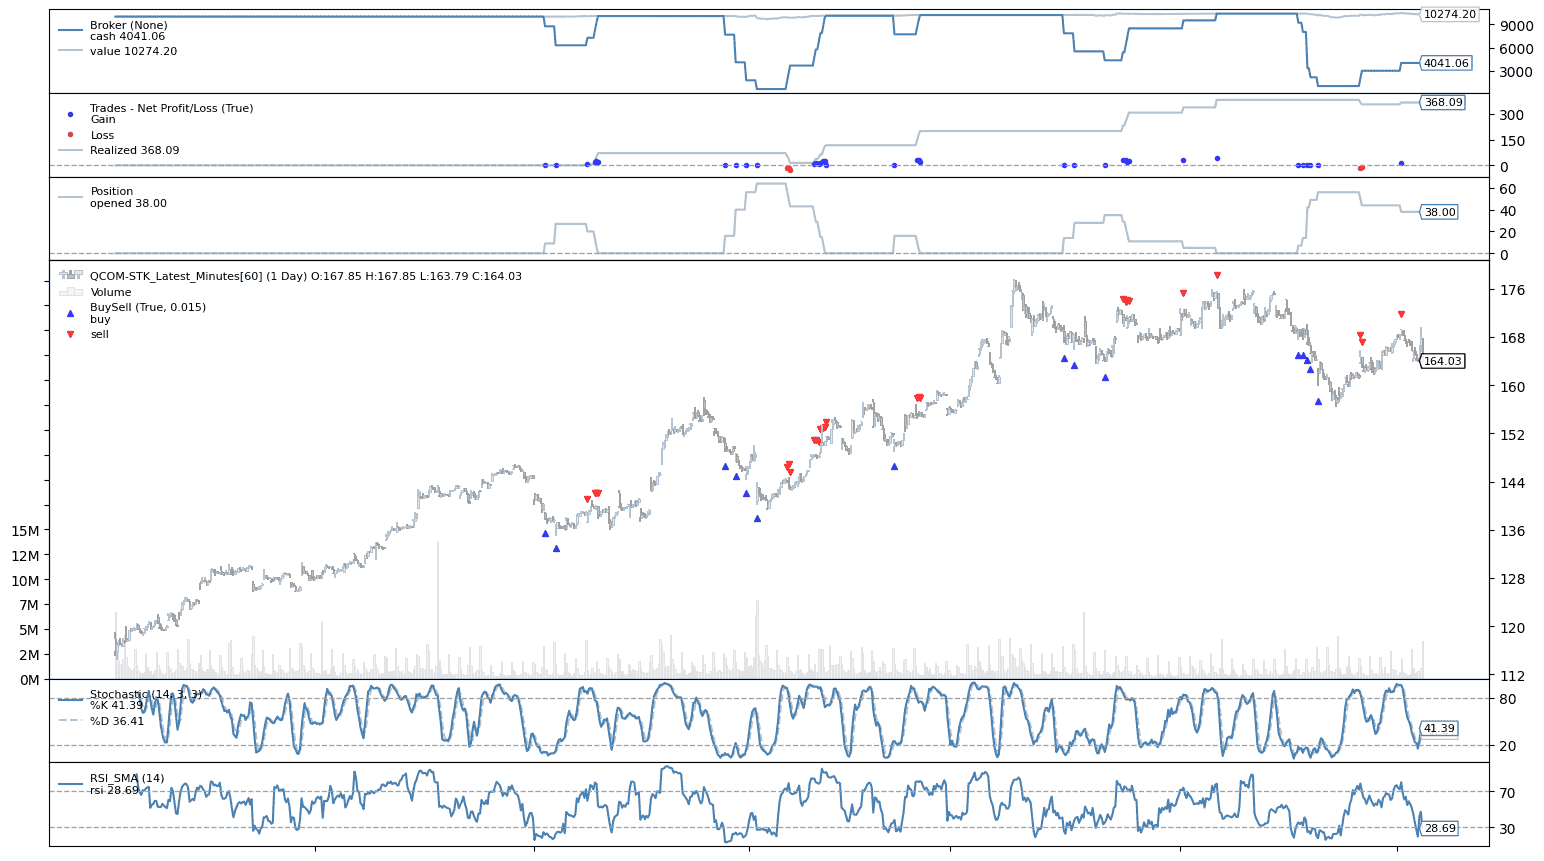 Broker (None)
cash 4041.06
value 10274.20
10274.20
9000
6000
4041.06
3000
Trades - Net Profit/Loss (True)
Gain
Loss
Realized 368.09
368.09
300
150
0
Position
opened 38.00
60
40
38.00
20
0
QCOM-STK_Latest_Minutes[60] (1 Day) O:167.85 H:167.85 L:163.79 C:164.03
Volume
BuySell (True, 0.015)
buy
sell
176
168
164.03
160
152
144
136
128
120
112
15M
12M
10M
7M
5M
2M
0M
Stochastic (14, 3, 3)
%K 41.39
%D 36.41
80
41.39
20
RSI_SMA (14)
rsi 28.69
70
30
28.69